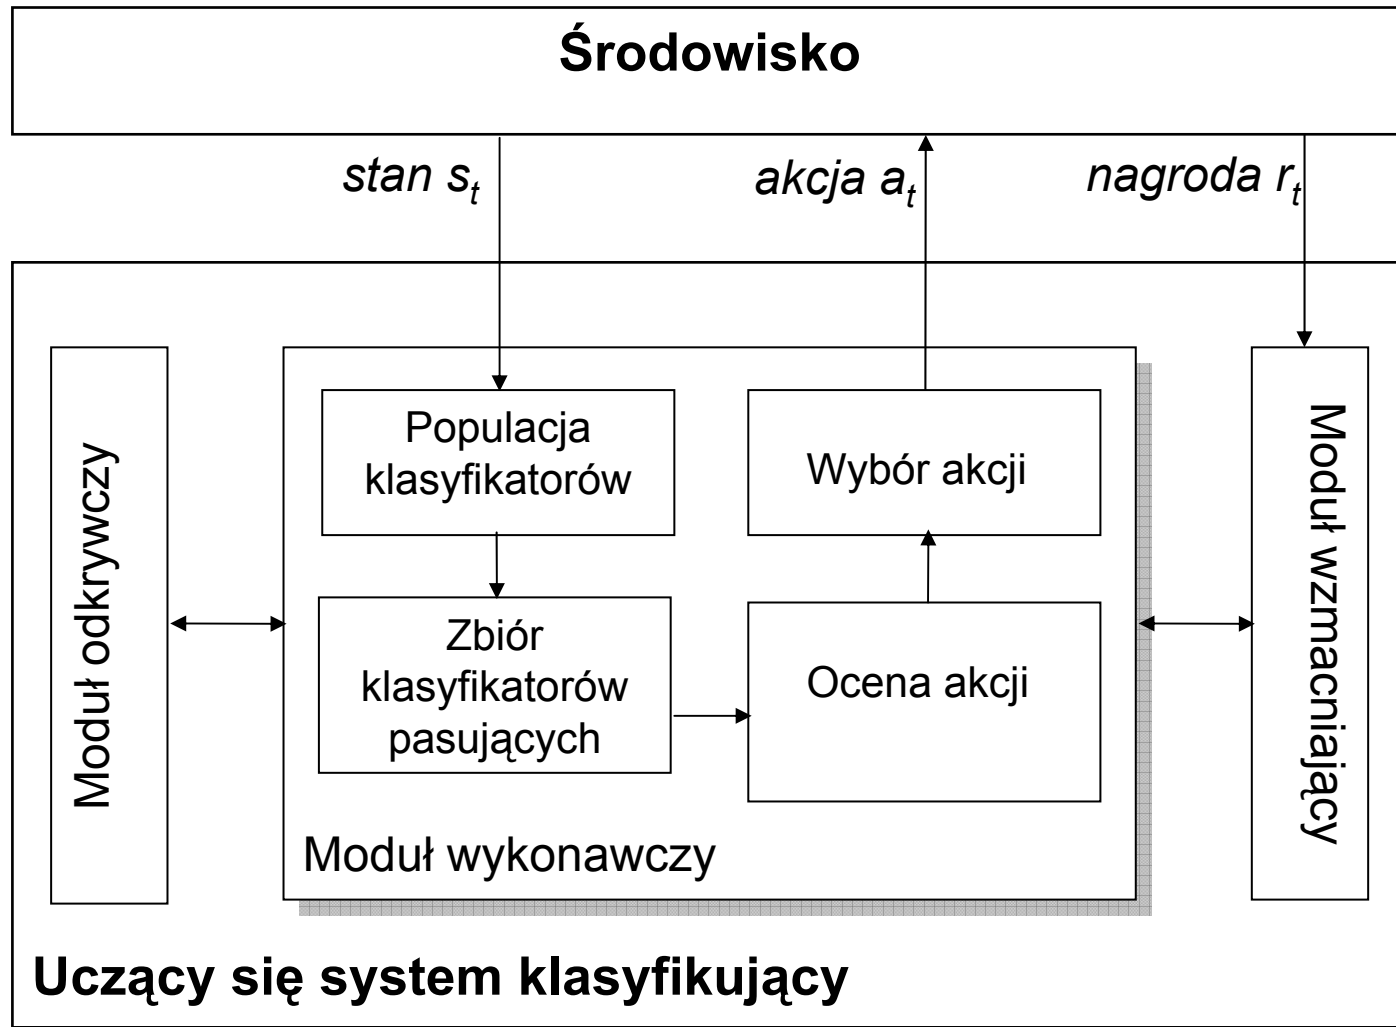 Środowisko
stan s_t
akcja a_t
nagroda r_t
Moduł odkrywczy
Populacja
klasyfikatorów
Wybór akcji
Zbiór
klasyfikatorów
pasujących
Ocena akcji
Moduł wykonawczy
Moduł wzmacniający
Uczący się system klasyfikujący